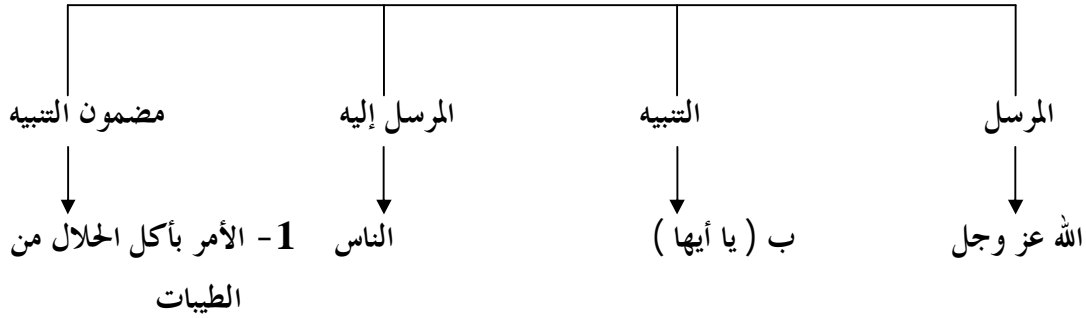 المرسل التنبيه المرسل إليه مضمون التنبيه
الله عز وجل ب ( يا أيها ) الناس 1- الأمر بأكل الحلال من
الطيبات